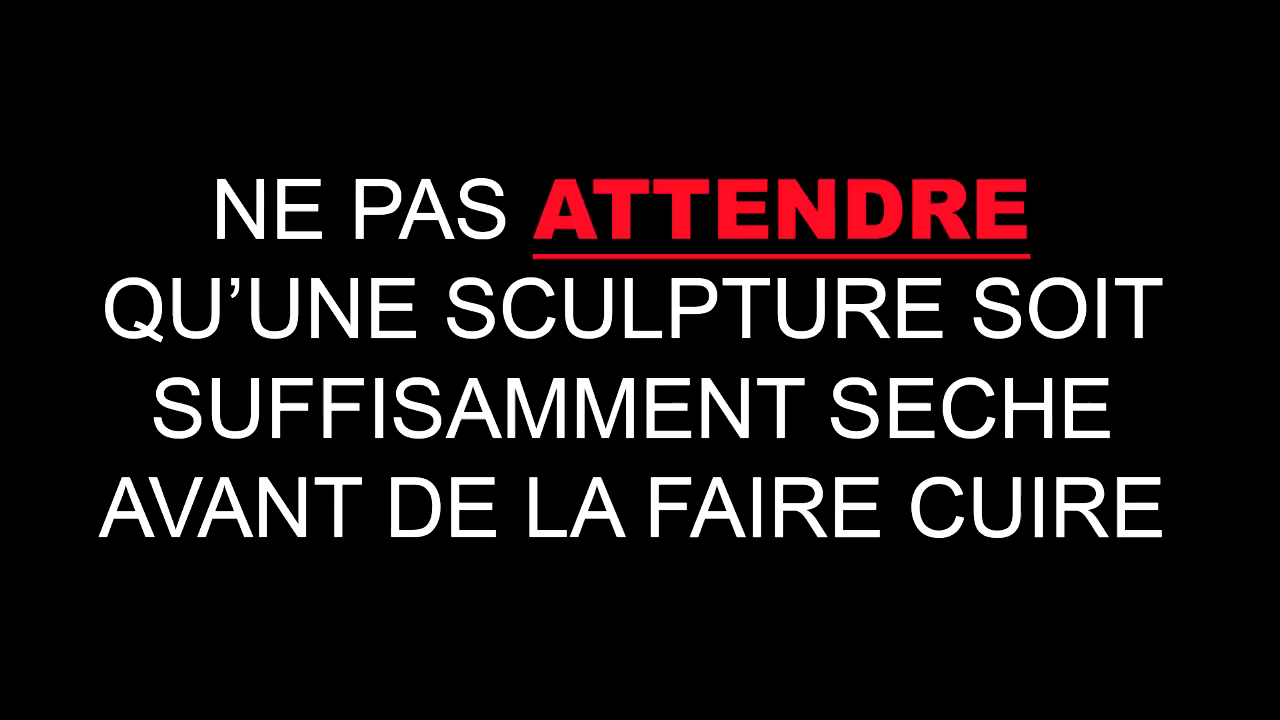 NE PAS ATTENDRE
QU’UNE SCULPTURE SOIT
SUFFISAMMENT SECHE
AVANT DE LA FAIRE CUIRE